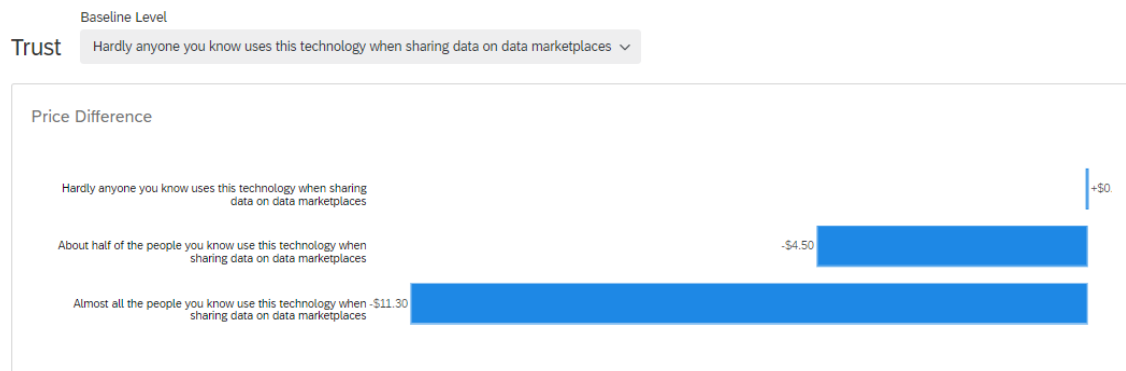 Baseline Level
Trust
Hardly anyone you know uses this technology when sharing data on data marketplaces
Price Difference
Hardly anyone you know uses this technology when sharing
data on data marketplaces
+$0
About half of the people you know use this technology when
sharing data on data marketplaces
-$4.50
Almost all the people you know use this technology when
sharing data on data marketplaces
-$11.30